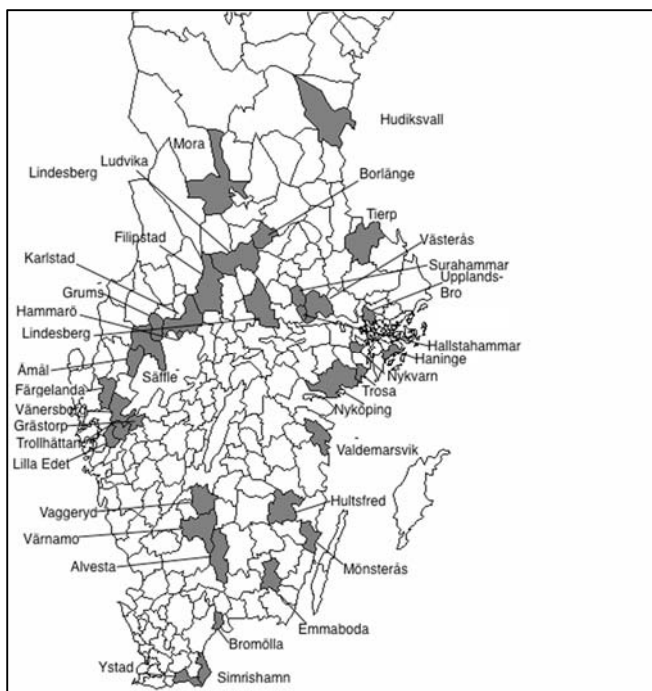 Hudiksvall
Mora
Ludvika
Lindesberg
Borlänge
Tierp
Filipstad
Västerås
Karlstad
Surahammar
Upplands-
Bro
Grums
Hammarö
Lindesberg
Hallstahammar
Haninge
Åmål
Säffle
Nykvarn
Färgelanda
Trosa
Vänersborg
Nyköping
Grästorp
Trollhättan
Valdemarsvik
Lilla Edet
Vaggeryd
Hultsfred
Värnamo
Alvesta
Mönsterås
Emmaboda
Bromölla
Ystad
Simrishamn